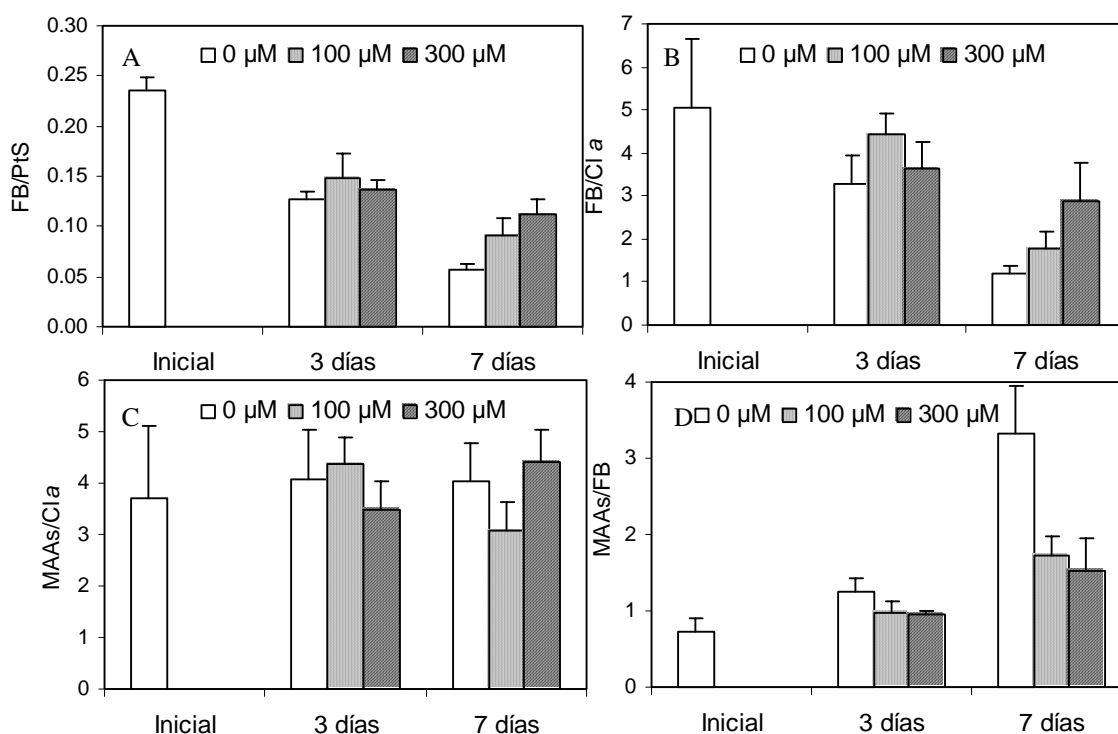 A
0 µM 100 µM 300 µM
0.30
0.25
0.20
0.15
0.10
0.05
0.00
FB/PtS
Inicial 3 días 7 días
B
0 µM 100 µM 300 µM
7
6
5
4
3
2
1
0
FB/Cl a
Inicial 3 días 7 días
C
0 µM 100 µM 300 µM
6
5
4
3
2
1
0
MAAs/Cl a
Inicial 3 días 7 días
D 0 µM 100 µM 300 µM
4
3
2
1
0
MAAs/FB
Inicial 3 días 7 días